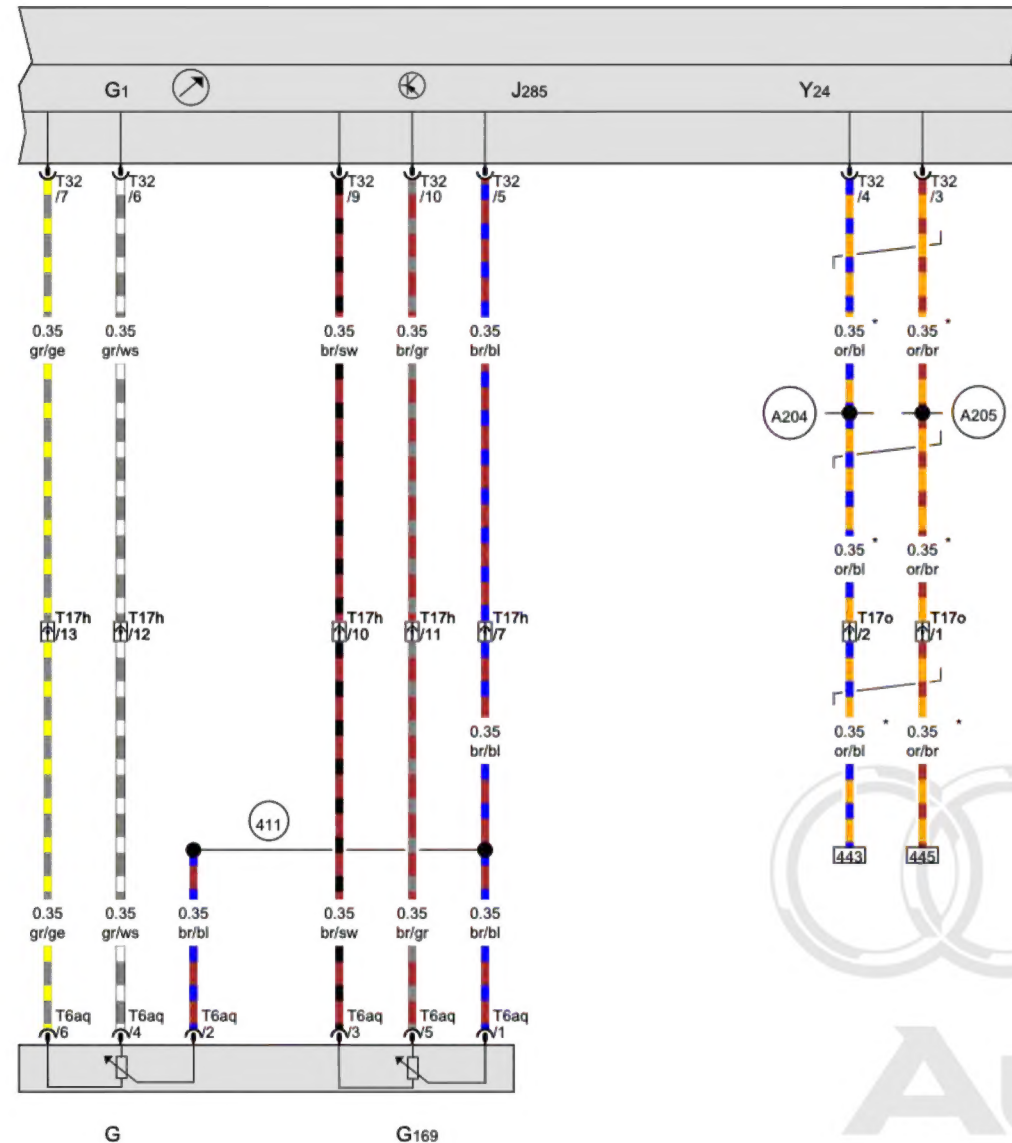 G1 J285 Y24
T32 T32 T32 T32 T32 T32 T32
/7 /6 /9 /10 /5 /4 /3
0.35 0.35 0.35 0.35 0.35 0.35 * 0.35 *
gr/ge gr/ws br/sw br/gr br/bl or/bl or/br
A204 A205
0.35 * 0.35 *
or/bl or/br
T17h T17h T17h T17h T17h T17o T17o
/13 /12 /10 /11 /7 /2 /1
0.35 0.35 * 0.35 *
br/bl or/bl or/br
411
443 445
0.35 0.35 0.35 0.35 0.35 0.35
gr/ge gr/ws br/bl br/sw br/gr br/bl
T6aq T6aq T6aq T6aq T6aq T6aq
/6 /4 /2 /3 /5 /1
G G169